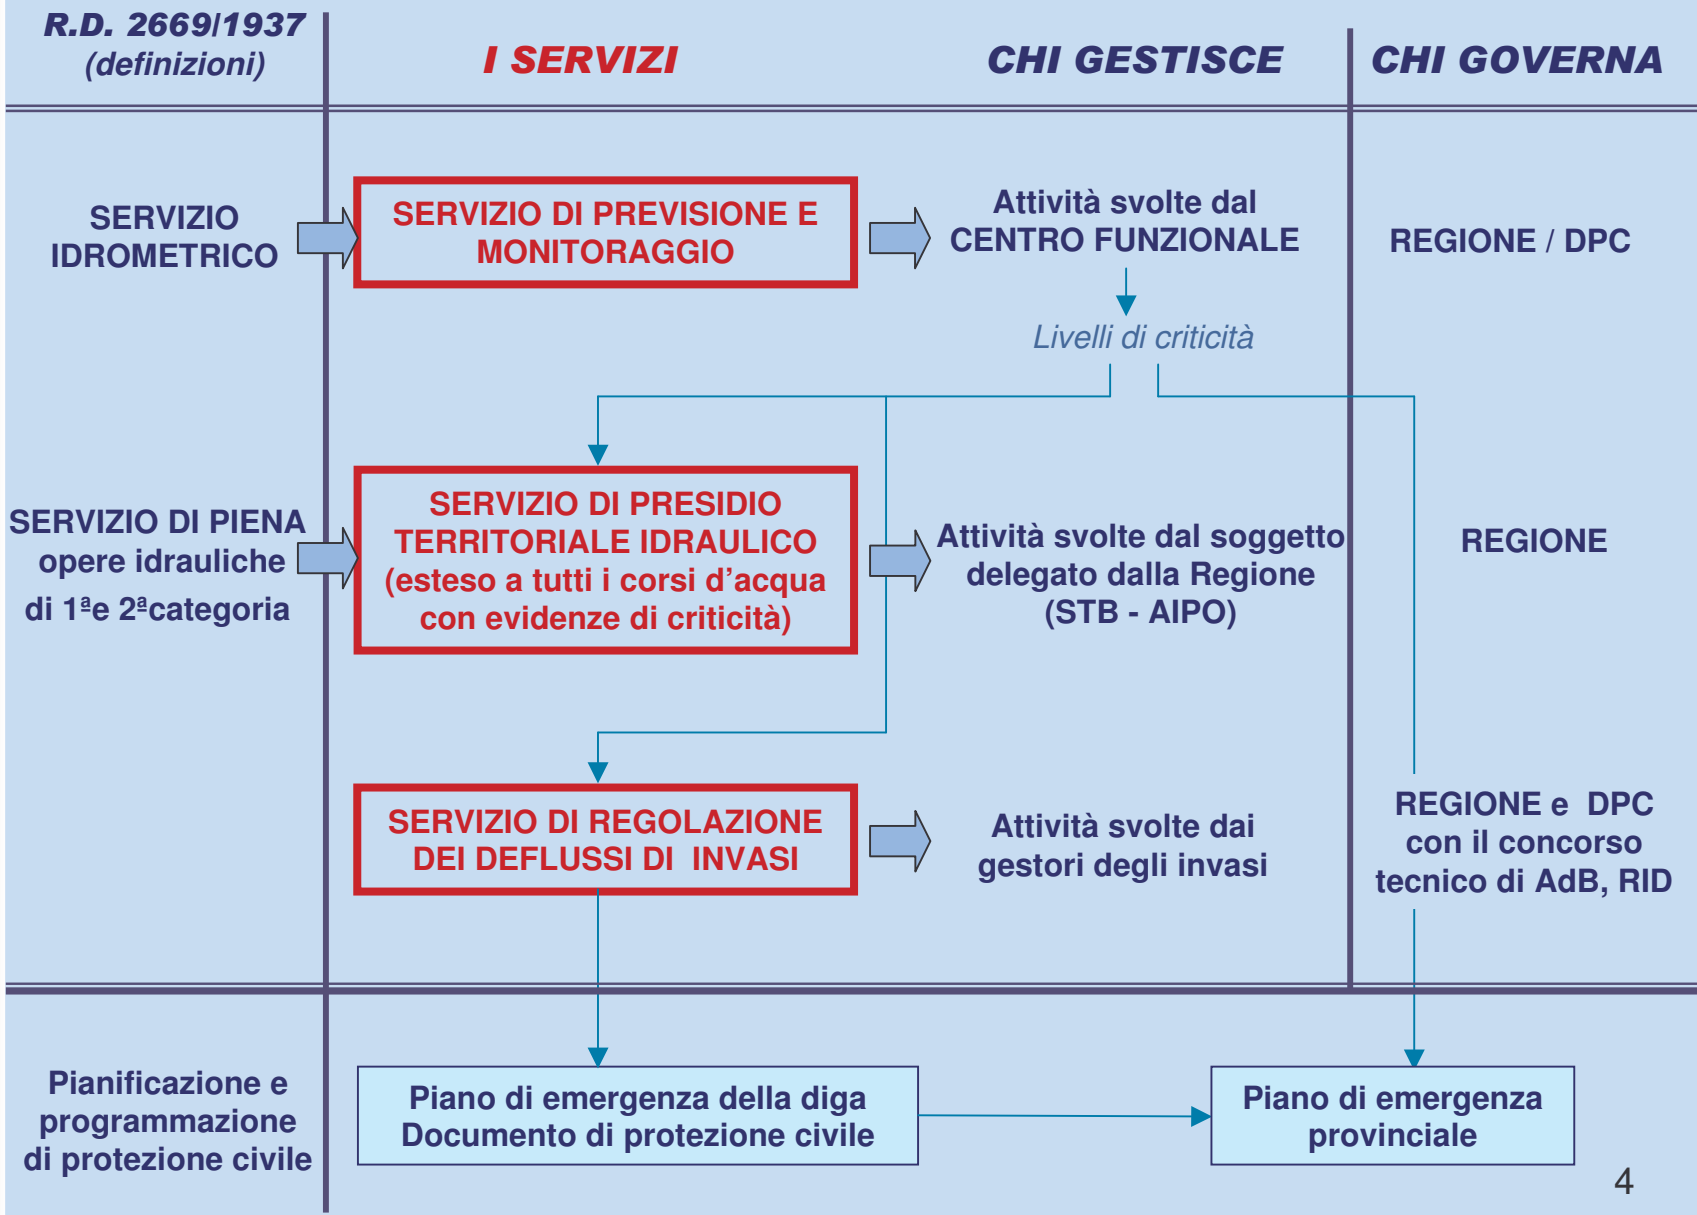 R.D. 2669/1937
(definizioni)
I SERVIZI
CHI GESTISCE
CHI GOVERNA
SERVIZIO
IDROMETRICO
SERVIZIO DI PREVISIONE E
MONITORAGGIO
Attività svolte dal
CENTRO FUNZIONALE
REGIONE / DPC
Livelli di criticità
SERVIZIO DI PIENA
opere idrauliche
di 1ªe 2ªcategoria
SERVIZIO DI PRESIDIO
TERRITORIALE IDRAULICO
(esteso a tutti i corsi d’acqua
con evidenze di criticità)
Attività svolte dal soggetto
delegato dalla Regione
(STB - AIPO)
REGIONE
SERVIZIO DI REGOLAZIONE
DEI DEFLUSSI DI INVASI
Attività svolte dai
gestori degli invasi
REGIONE e DPC
con il concorso
tecnico di AdB, RID
Pianificazione e
programmazione
di protezione civile
Piano di emergenza della diga
Documento di protezione civile
Piano di emergenza
provinciale
4